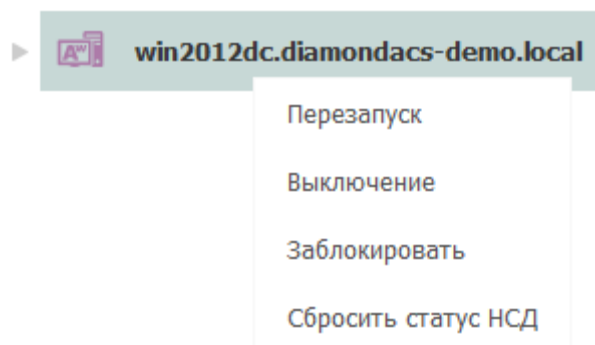 win2012dc.diamondacs-demo.local
Перезапуск
Выключение
Заблокировать
Сбросить статус НСД